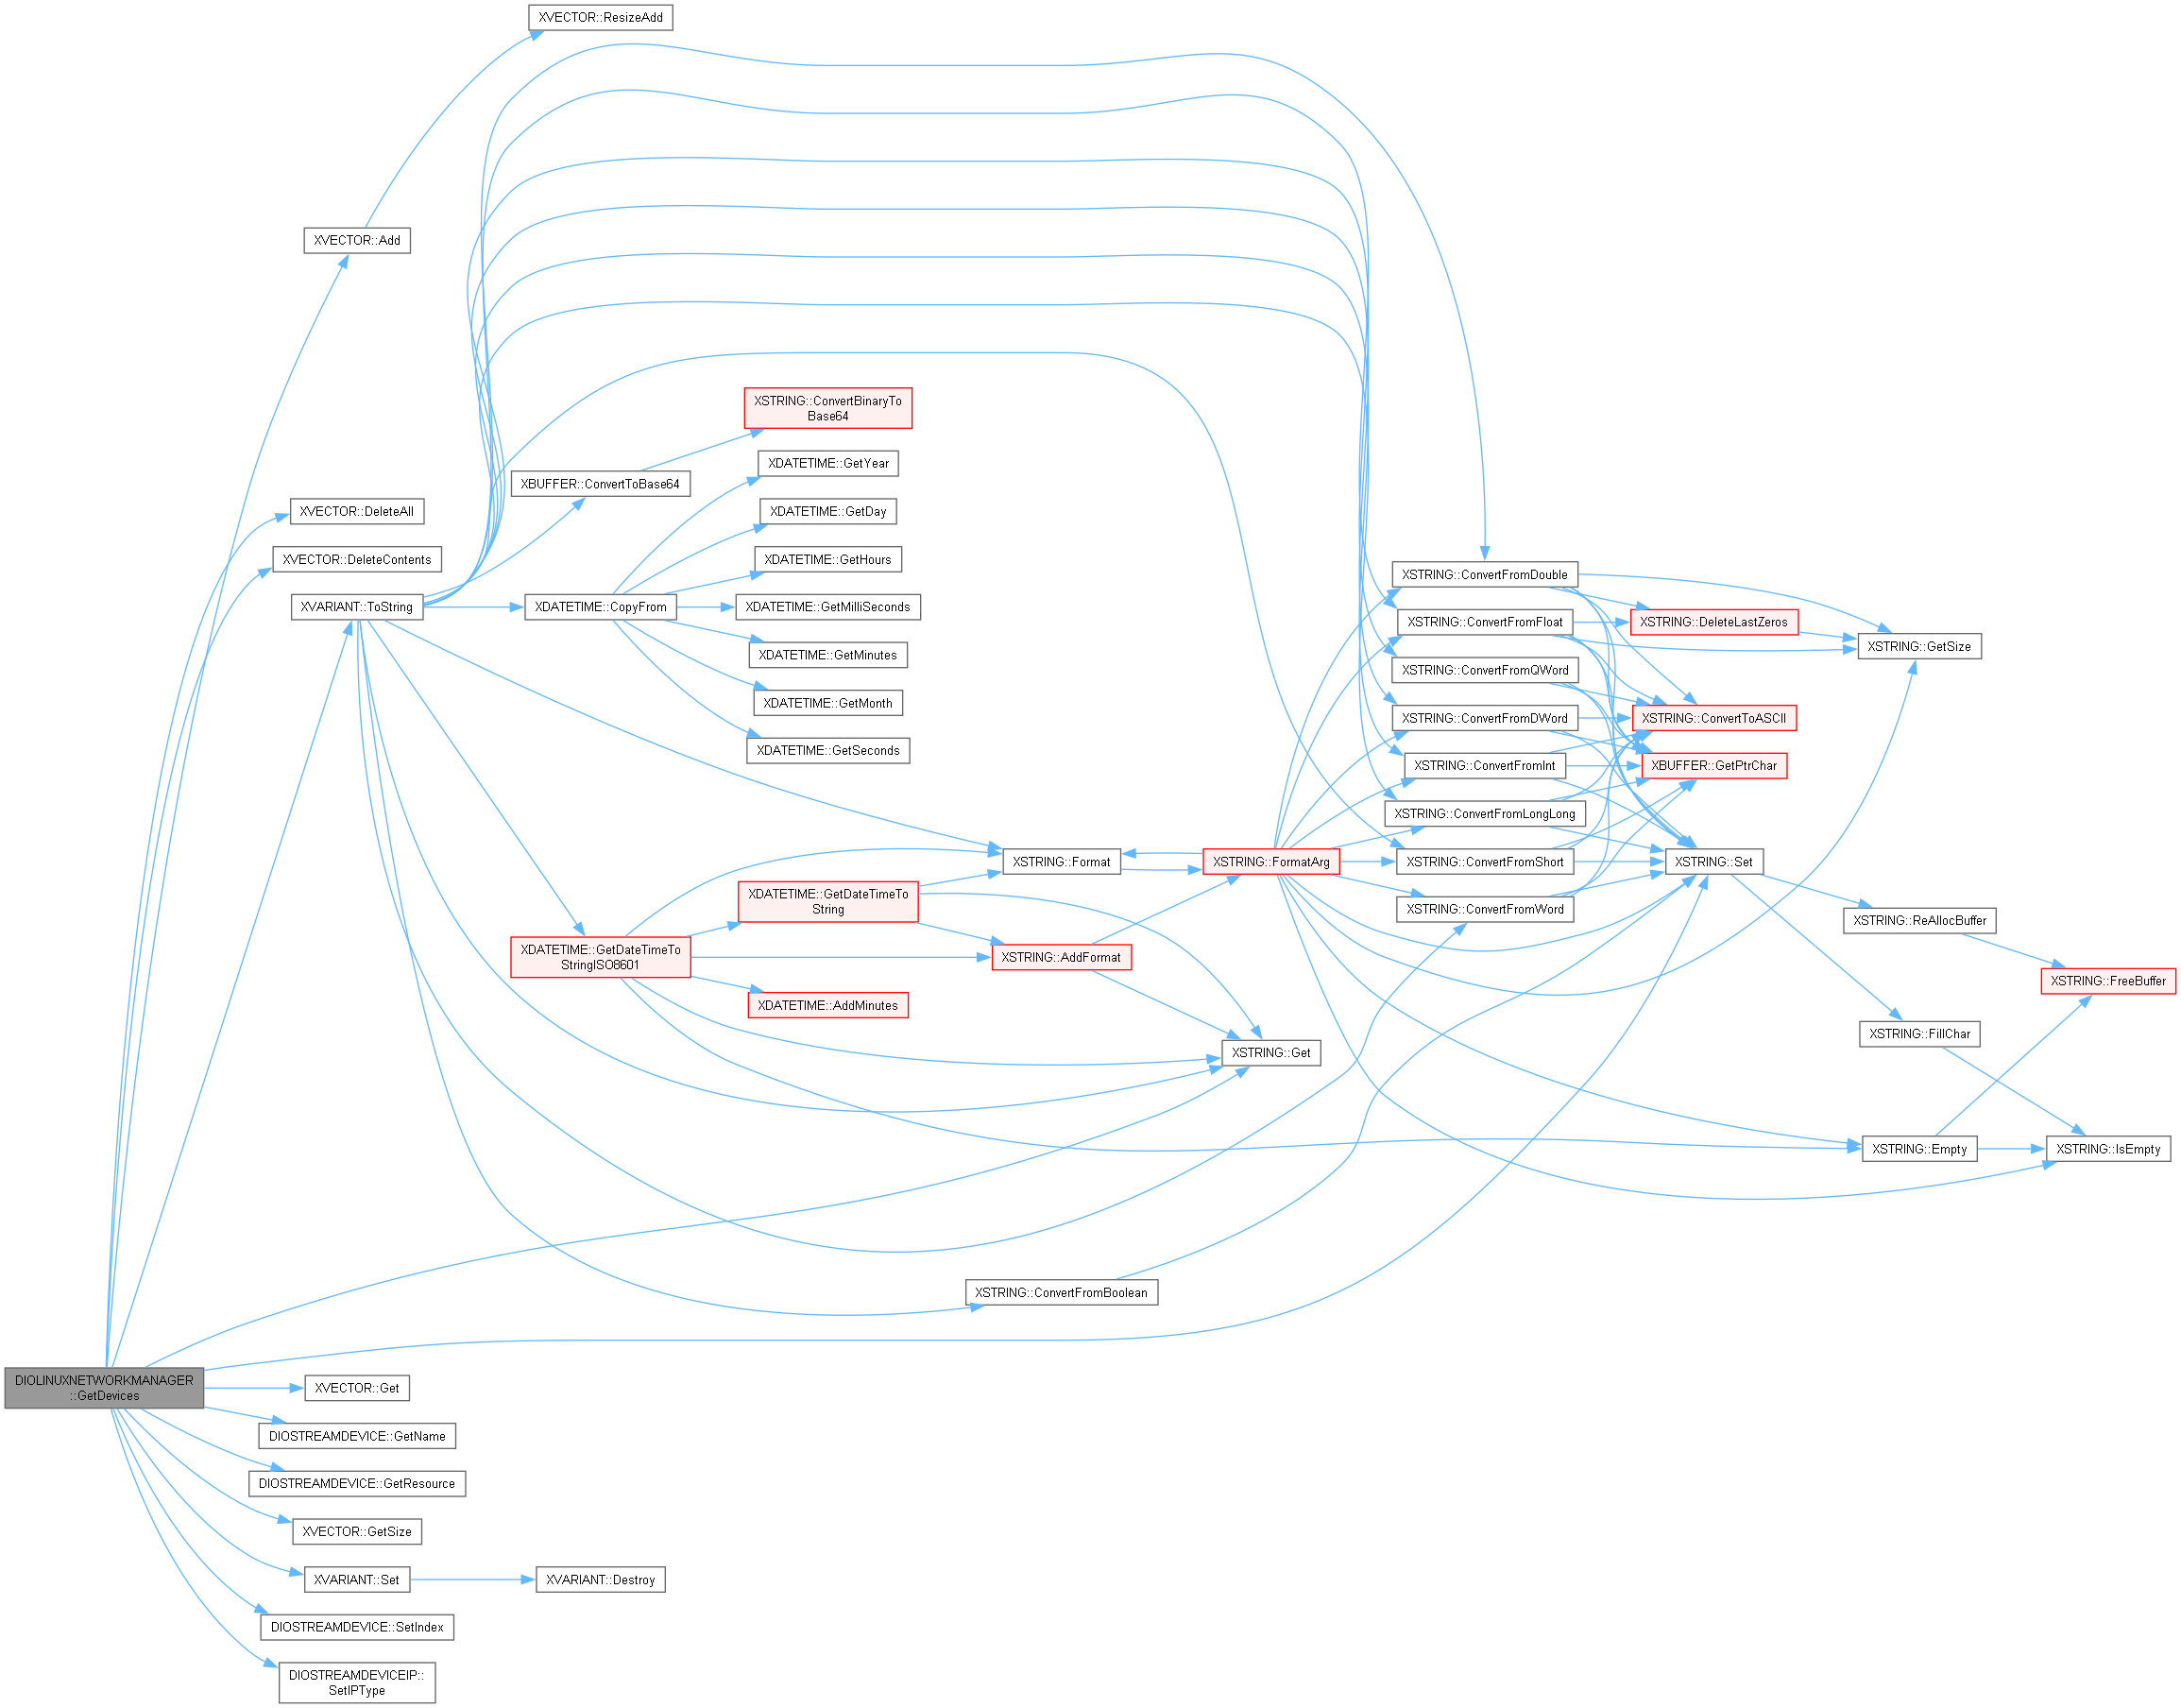 XVECTOR::ResizeAdd
XVECTOR::Add
XSTRING::ConvertBinaryTo
Base64
XDATETIME::GetYear
XBUFFER::ConvertToBase64
XVECTOR::DeleteAll
XDATETIME::GetDay
XVECTOR::DeleteContents
XDATETIME::GetHours
XSTRING::ConvertFromDouble
XVARIANT::ToString
XDATETIME::CopyFrom
XDATETIME::GetMilliSeconds
XSTRING::ConvertFromFloat
XSTRING::DeleteLastZeros
XSTRING::GetSize
XDATETIME::GetMinutes
XSTRING::ConvertFromQWord
XDATETIME::GetMonth
XSTRING::ConvertFromDWord
XSTRING::ConvertToASCII
XDATETIME::GetSeconds
XSTRING::ConvertFromInt
XBUFFER::GetPtrChar
XSTRING::ConvertFromLongLong
XSTRING::Format
XSTRING::FormatArg
XSTRING::ConvertFromShort
XSTRING::Set
XDATETIME::GetDateTimeTo
String
XSTRING::ConvertFromWord
XSTRING::ReAllocBuffer
XDATETIME::GetDateTimeTo
StringISO8601
XSTRING::AddFormat
XSTRING::FreeBuffer
XDATETIME::AddMinutes
XSTRING::FillChar
XSTRING::Get
XSTRING::Empty
XSTRING::IsEmpty
XSTRING::ConvertFromBoolean
DIOLINUXNETWORKMANAGER
::GetDevices
XVECTOR::Get
DIOSTREAMDEVICE::GetName
DIOSTREAMDEVICE::GetResource
XVECTOR::GetSize
XVARIANT::Set
XVARIANT::Destroy
DIOSTREAMDEVICE::SetIndex
DIOSTREAMDEVICEIP::
SetIPType